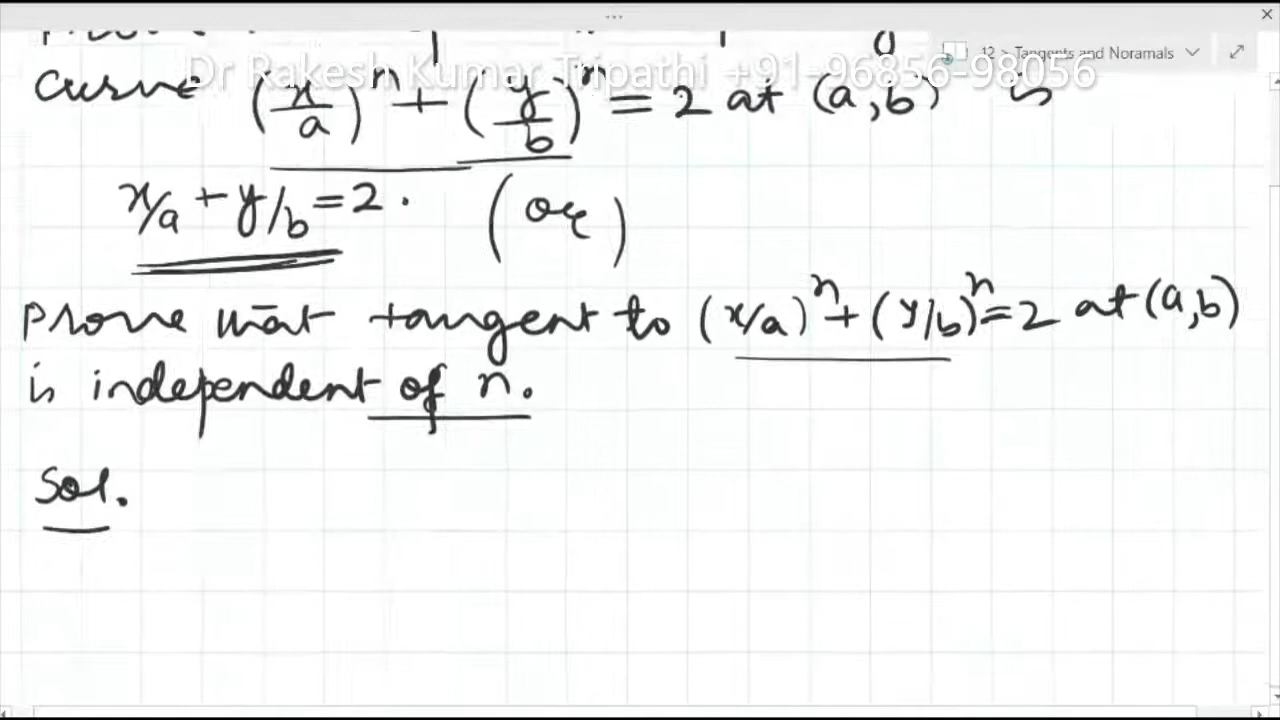 12 > Tangents and Noramals
Dr Rakesh Kumar Tripathi +91-96856-98056
curve (x/a)^n + (y/b)^n = 2 at (a,b) is
x/a + y/b = 2. (or)
prove that tangent to (x/a)^n + (y/b)^n = 2 at (a,b)
is independent of n.
Sol.